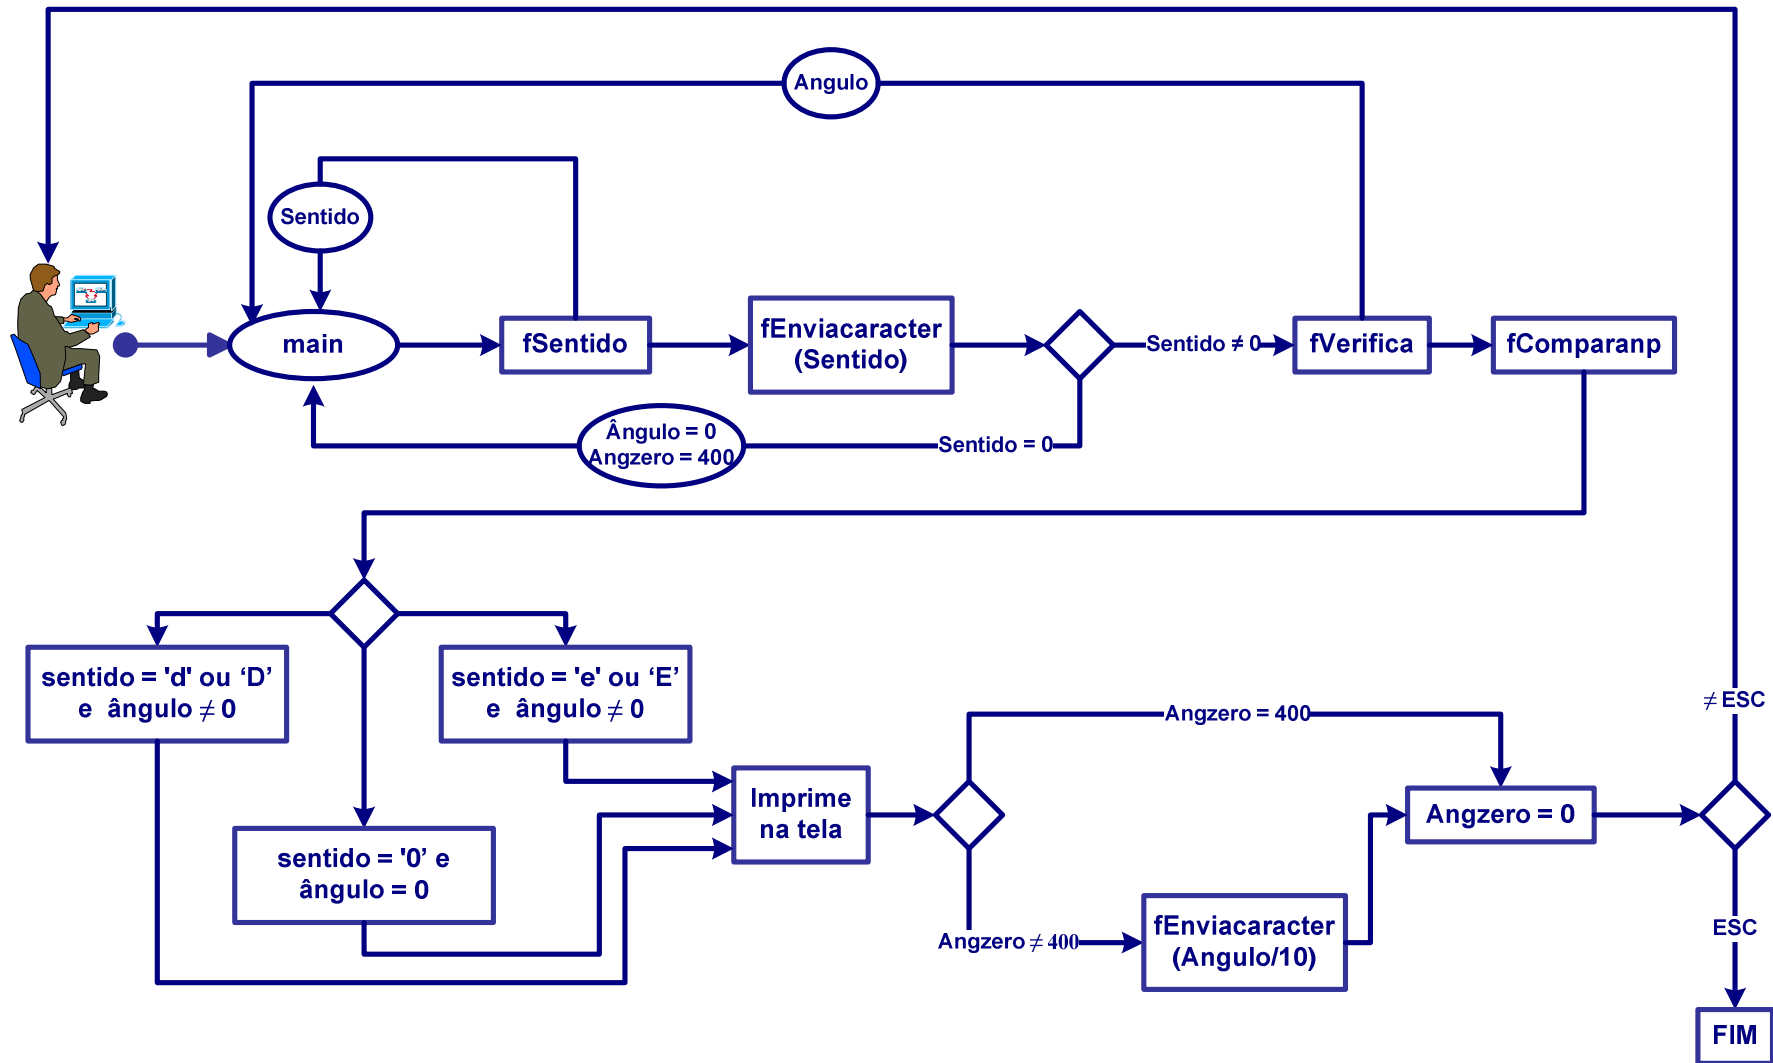 Angulo
Sentido
main
fSentido
fEnviacaracter
(Sentido)
Sentido ≠ 0
fVerifica
fComparanp
Ângulo = 0
Angzero = 400
Sentido = 0
sentido = 'd' ou ‘D’
e ângulo ≠ 0
sentido = 'e' ou ‘E’
e ângulo ≠ 0
sentido = '0’ e
ângulo = 0
Imprime
na tela
Angzero = 400
Angzero ≠ 400
fEnviacaracter
(Angulo/10)
Angzero = 0
≠ ESC
ESC
FIM